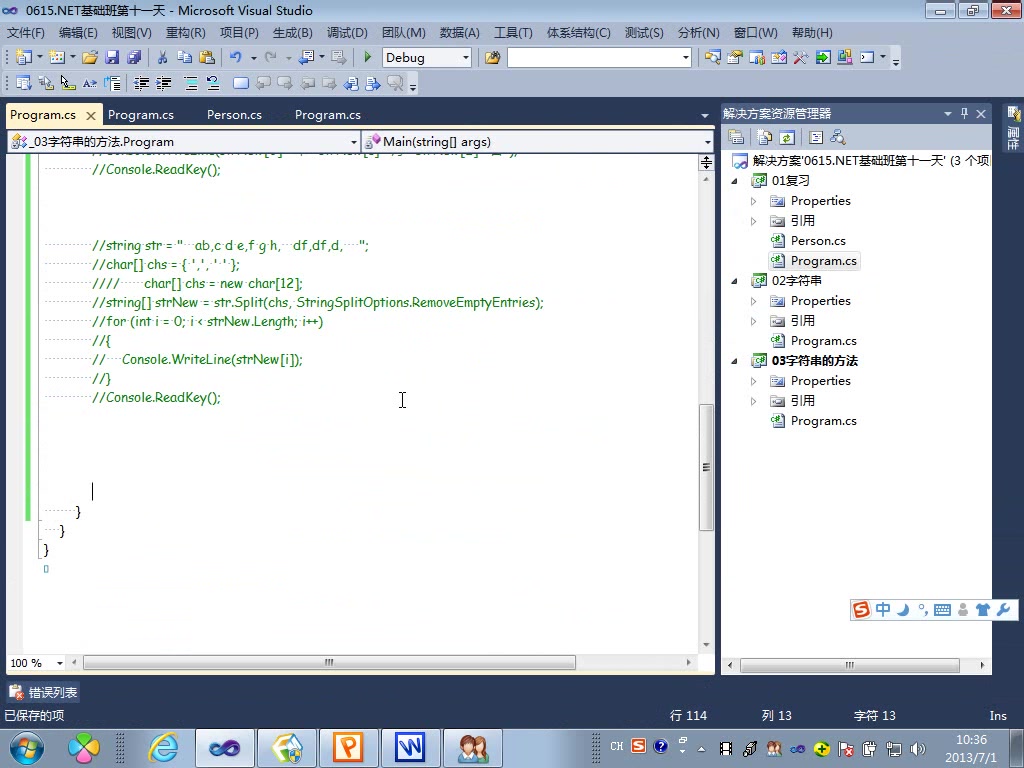 0615.NET基础班第十一天 - Microsoft Visual Studio
文件(F) 编辑(E) 视图(V) 重构(R) 项目(P) 生成(B) 调试(D) 团队(M) 数据(A) 工具(T) 体系结构(C) 测试(S) 分析(N) 窗口(W) 帮助(H)
Debug
Program.cs Program.cs Person.cs Program.cs
_03字符串的方法.Program Main(string[] args)
//Console.ReadKey();
//string str = "  ab,c d e,f g h,   df,df,d,    ";
//char[] chs = { ',', ' ' };
////      char[] chs = new char[12];
//string[] strNew = str.Split(chs, StringSplitOptions.RemoveEmptyEntries);
//for (int i = 0; i < strNew.Length; i++)
//{
//    Console.WriteLine(strNew[i]);
//}
//Console.ReadKey();
}
}
}
100 %
解决方案资源管理器
解决方案'0615.NET基础班第十一天' (3 个项
01复习
Properties
引用
Person.cs
Program.cs
02字符串
Properties
引用
Program.cs
03字符串的方法
Properties
引用
Program.cs
属性
中
错误列表
已保存的项 行 114 列 13 字符 13 Ins
CH
10:36
2013/7/1